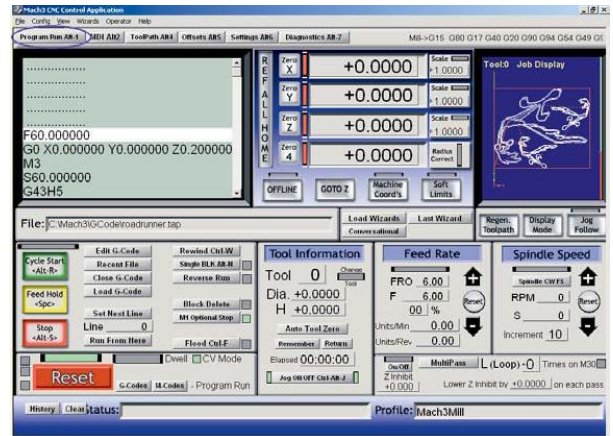 Mach3 CNC Control Application
File Config View Wizards Operator Help
Program Run Alt-1 MDI Alt2 ToolPath Alt4 Offsets Alt5 Settings Alt6 Diagnostics Alt-7 Mill->G15 G80 G17 G40 G20 G90 G94 G54 G49 G
F60.000000
G0 X0.000000 Y0.000000 Z0.200000
M3
S60.000000
G43H5
REF ALL HOME
Zero X +0.0000 Scale +1.0000
Zero Y +0.0000 Scale +1.0000
Zero Z +0.0000 Scale +1.0000
Zero 4 +0.0000 Radius Correct
OFFLINE GOTO Z Machine Coord's Soft Limits
Tool:0 Job Display
File: C:\Mach3\GCode\roadrunner.tap
Load Wizards Last Wizard
Conversational
Regen. Toolpath Display Mode Jog Follow
Cycle Start <Alt-R>
Feed Hold <Spc>
Stop <Alt-S>
Edit G-Code Rewind Ctrl-W
Recent File Single BLK Alt-N
Close G-Code Reverse Run
Load G-Code
Block Delete
Set Next Line M1 Optional Stop
Line 0
Run From Here Flood Ctrl-F
Dwell CV Mode
Reset G-Codes M-Codes - Program Run
Tool Information
Tool 0 Change Tool
Dia. +0.0000
H +0.0000
Auto Tool Zero
Remember Return
Elapsed 00:00:00
Jog ON/OFF Ctrl-Alt-J
Feed Rate
FRO 6.00
F 6.00
00 % Reset
Units/Min 0.00
Units/Rev. 0.00
Spindle Speed
Spindle CW F5
RPM 0 Reset
S 0
Increment 10
On/Off MultiPass L (Loop)-0 Times on M30
Z Inhibit
+0.000 Lower Z Inhibit by +0.0000 on each pass
History Clear Status: Profile: Mach3Mill